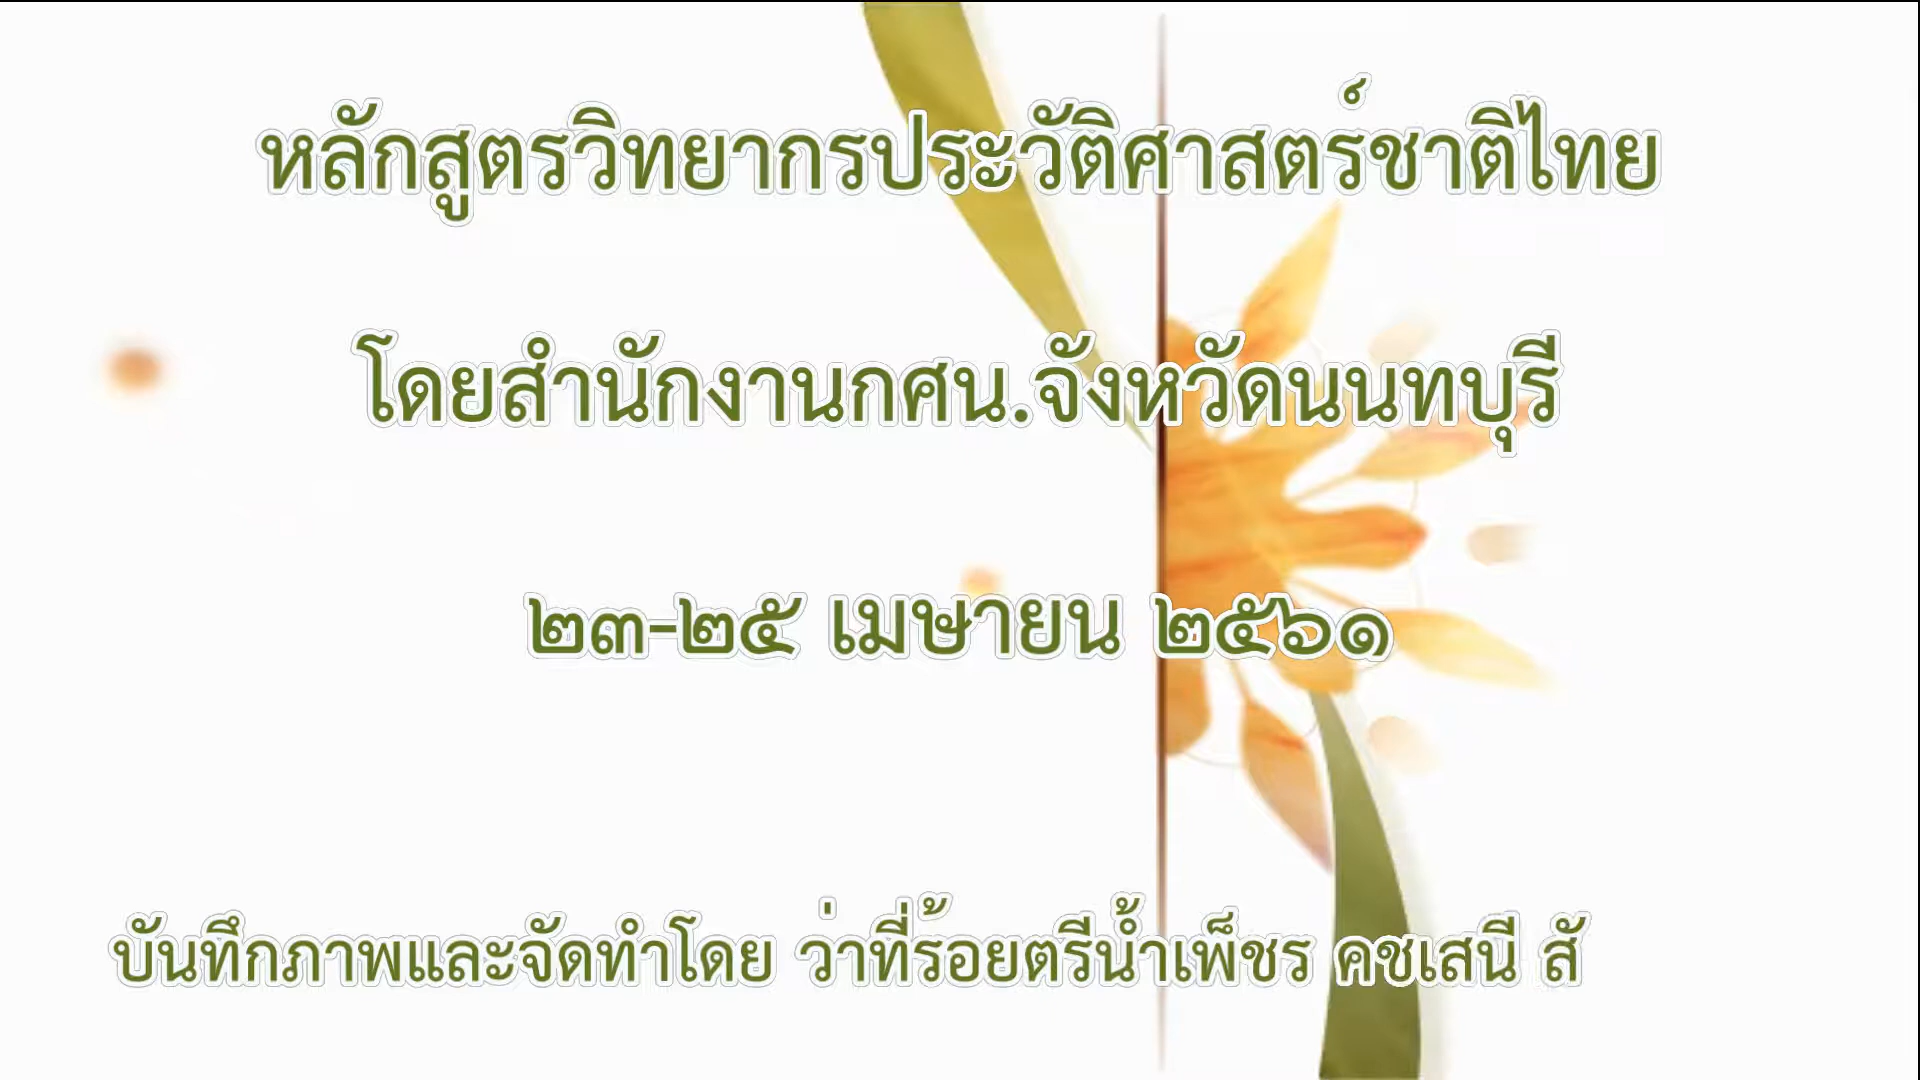 หลักสูตรวิทยากรประวัติศาสตร์ชาติไทย
โดยสำนักงานกศน.จังหวัดนนทบุรี
๒๓-๒๕ เมษายน ๒๕๖๑
บันทึกภาพและจัดทำโดย ว่าที่ร้อยตรีน้ำเพ็ชร คชเสนี สั